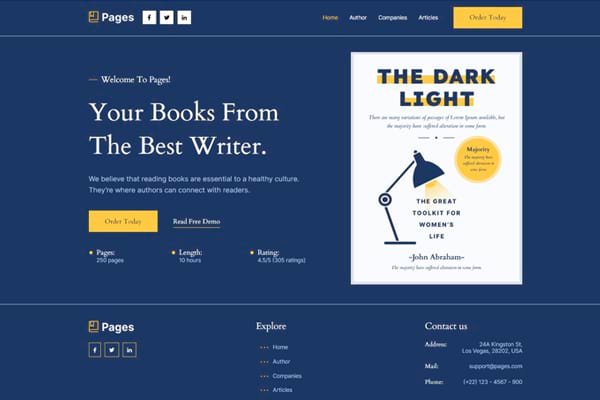 Pages
Home Author Companies Articles Order Today
Welcome To Pages!
Your Books From
The Best Writer.
We believe that reading books are essential to a healthy culture.
They're where authors can connect with readers.
Order Today Read Free Demo
Pages:
250 pages
Length:
10 hours
Rating:
4.5/5 (305 ratings)
THE DARK
LIGHT
There are many variations of passages of Lorem Ipsum available, but
the majority have suffered alteration in some form
Majority
The majority have
suffered alteration in
some form
THE GREAT
TOOLKIT FOR
WOMEN'S
LIFE
~John Abraham~
The majority have suffered alteration in some form
Pages
Explore
Home
Author
Companies
Articles
Contact us
Address: 24A Kingston St,
Los Vegas, 28202, USA
Mail: support@pages.com
Phone: (+22) 123 - 4567 - 900